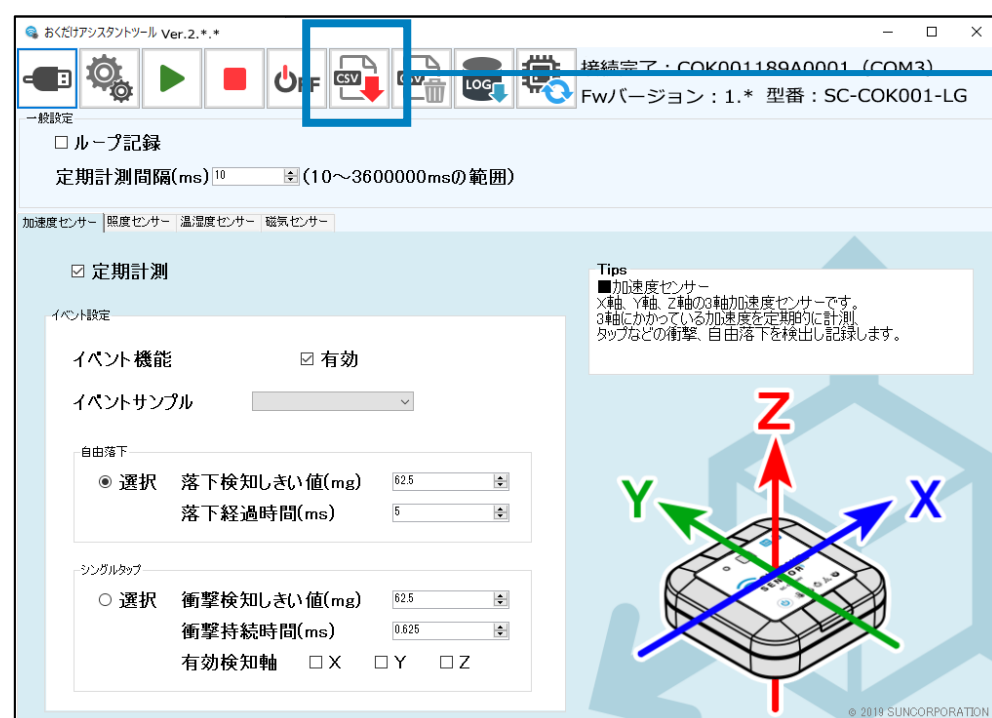 おくだけアシスタントツール Ver.2.*.*
OFF
CSV
CSV
LOG
接続完了：COK001189A0001 (COM3)
Fwバージョン：1.* 型番：SC-COK001-LG
一般設定
ループ記録
定期計測間隔(ms) 10 (10～3600000msの範囲)
加速度センサー 照度センサー 温湿度センサー 磁気センサー
定期計測
イベント設定
イベント機能 有効
イベントサンプル
自由落下
選択 落下検知しきい値(mg) 62.5
落下経過時間(ms) 5
シングルタップ
選択 衝撃検知しきい値(mg) 62.5
衝撃持続時間(ms) 0.625
有効検知軸 X Y Z
Tips
■加速度センサー
X軸、Y軸、Z軸の3軸加速度センサーです。
3軸にかかっている加速度を定期的に計測、
タップなどの衝撃、自由落下を検出し記録します。
Z
Y
X
SENSOR
© 2019 SUNCORPORATION